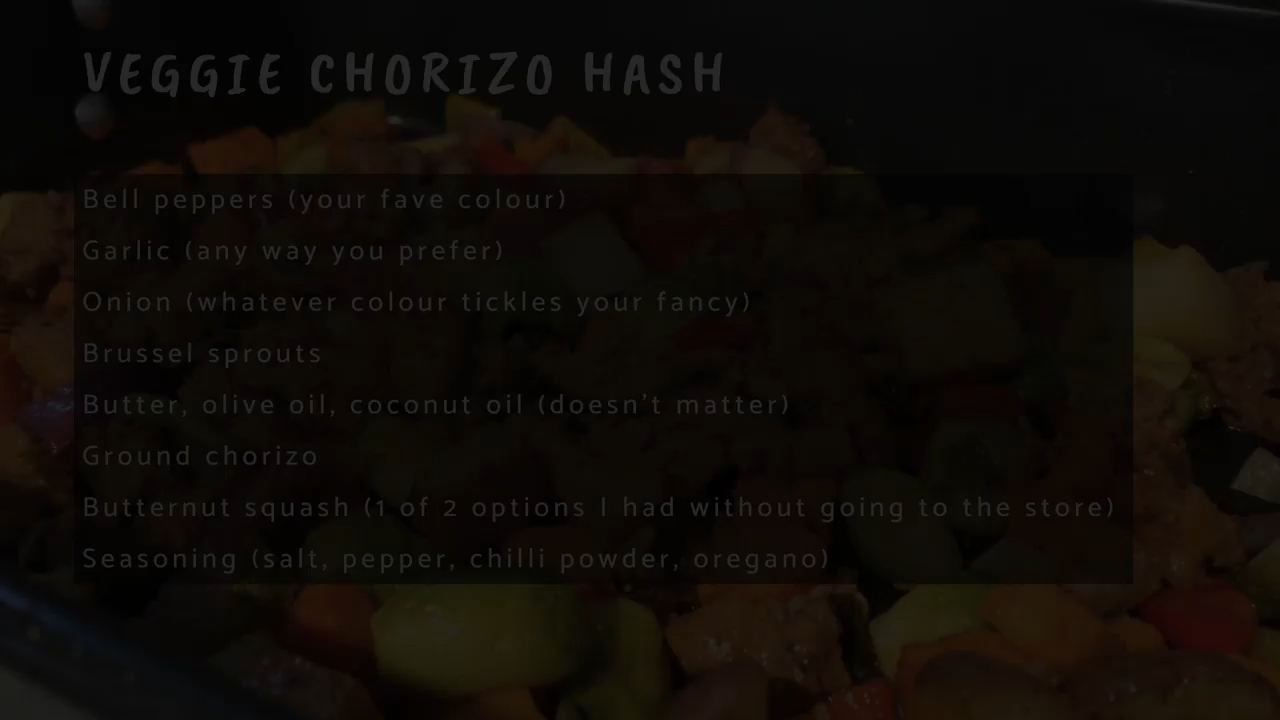 VEGGIE CHORIZO HASH
Bell peppers (your fave colour)
Garlic (any way you prefer)
Onion (whatever colour tickles your fancy)
Brussel sprouts
Butter, olive oil, coconut oil (doesn't matter)
Ground chorizo
Butternut squash (1 of 2 options I had without going to the store)
Seasoning (salt, pepper, chilli powder, oregano)